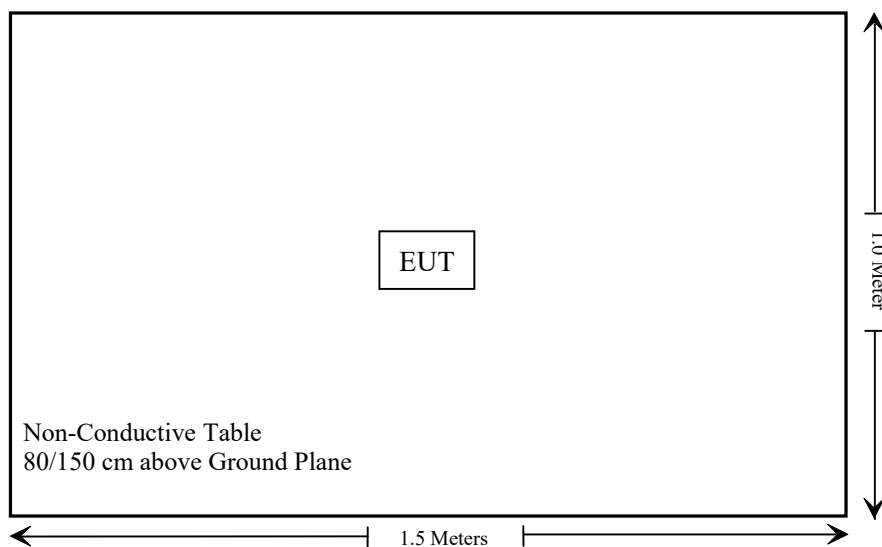 EUT
1.0 Meter
Non-Conductive Table
80/150 cm above Ground Plane
1.5 Meters